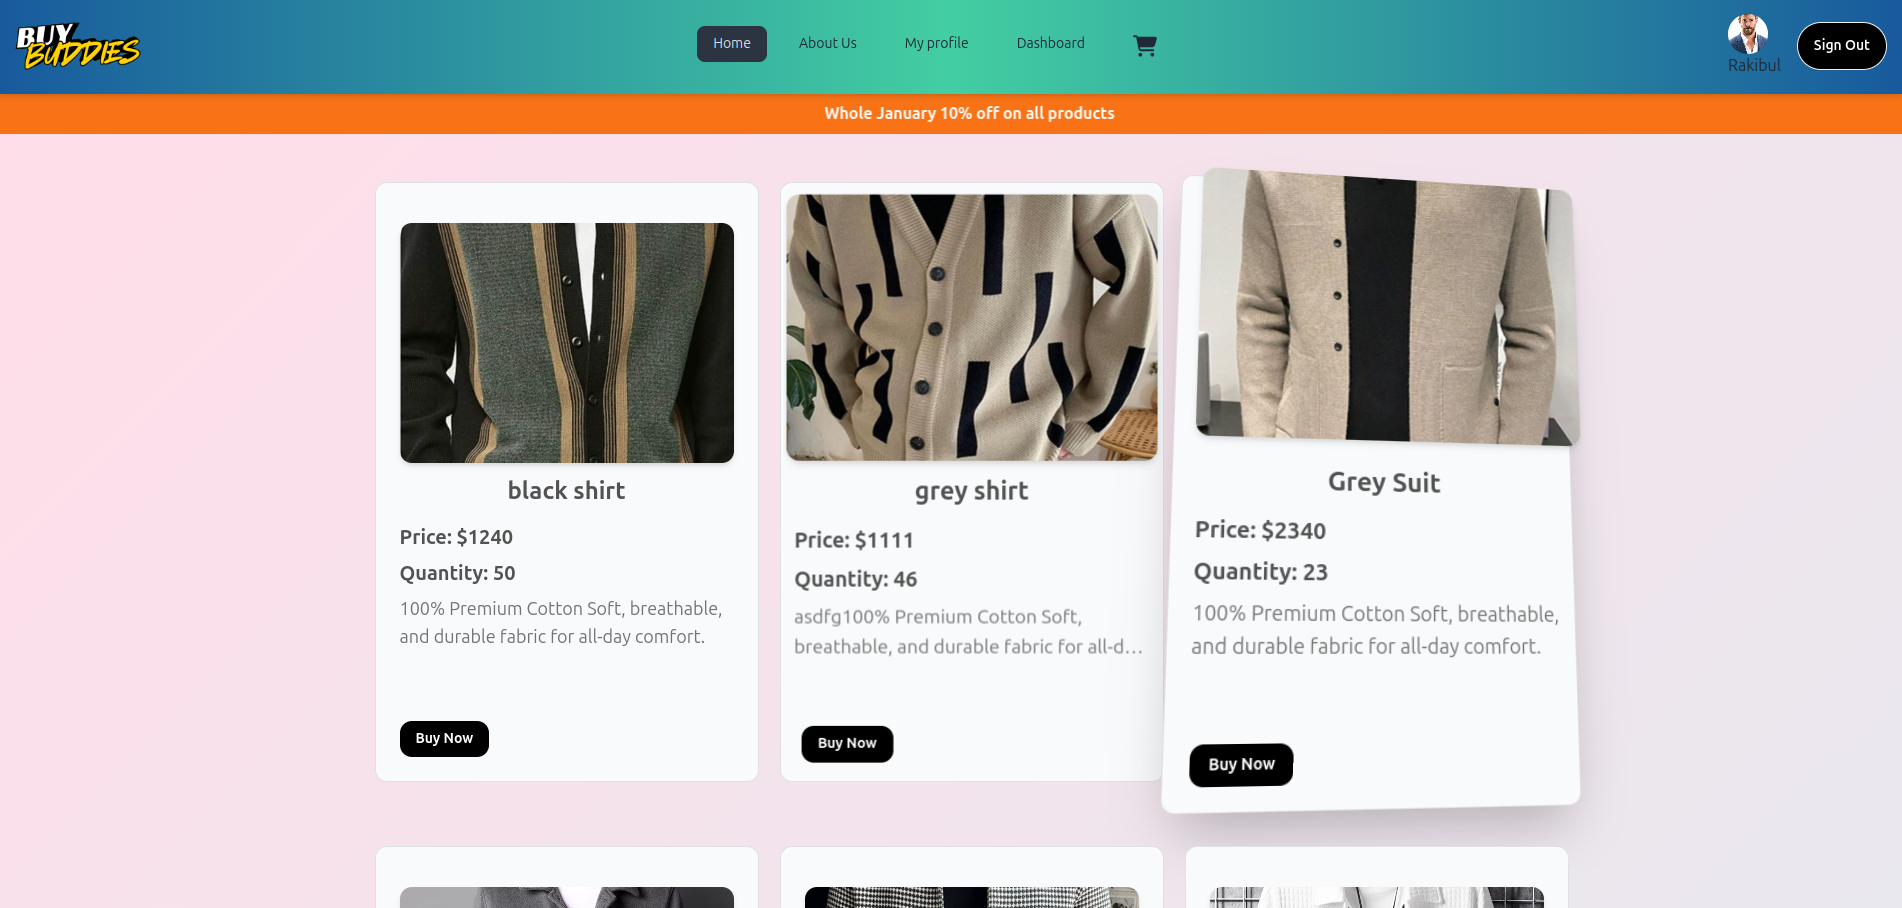 BUY
BUDDIES
Home
About Us
My profile
Dashboard
Rakibul
Sign Out
Whole January 10% off on all products
black shirt
Price: $1240
Quantity: 50
100% Premium Cotton Soft, breathable,
and durable fabric for all-day comfort.
Buy Now
grey shirt
Price: $1111
Quantity: 46
asdfg100% Premium Cotton Soft,
breathable, and durable fabric for all-d...
Buy Now
Grey Suit
Price: $2340
Quantity: 23
100% Premium Cotton Soft, breathable,
and durable fabric for all-day comfort.
Buy Now